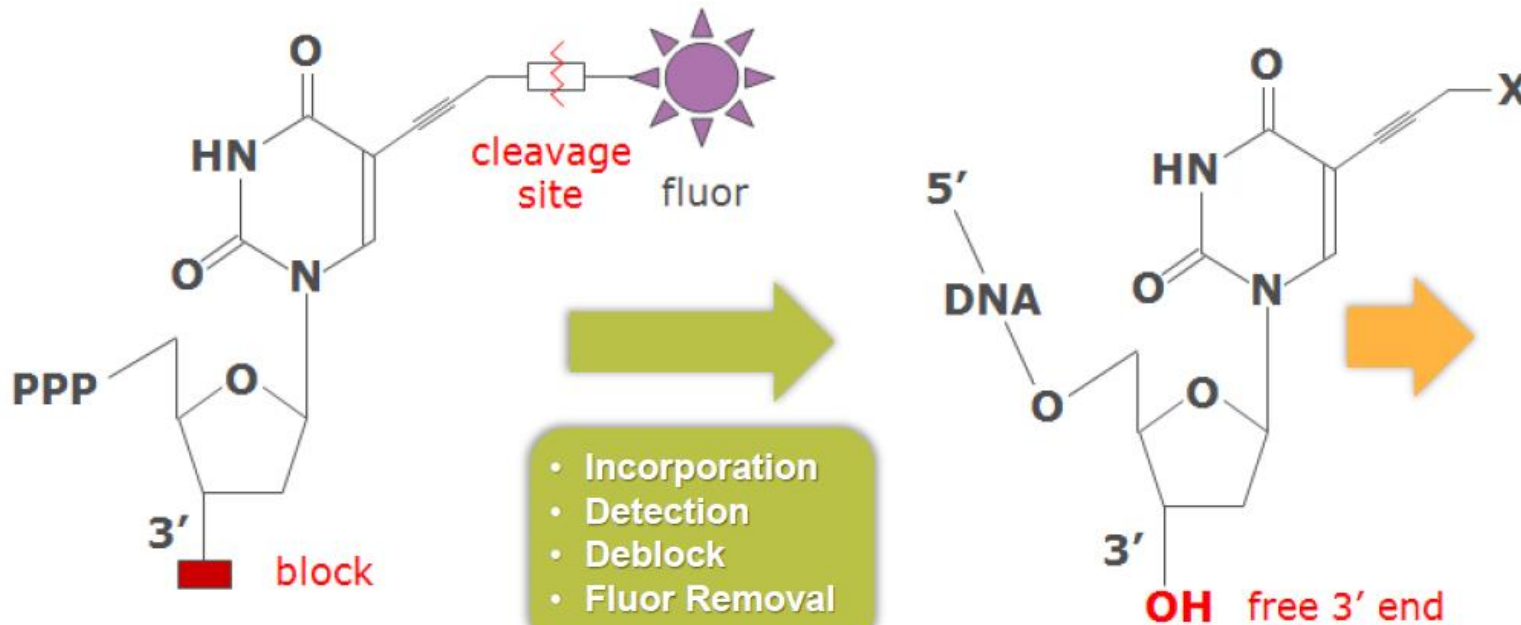 O
HN
O
N
cleavage
site
fluor
PPP
O
3′
block
• Incorporation
• Detection
• Deblock
• Fluor Removal
O
X
HN
5′
O
N
DNA
O
O
3′
OH free 3′ end